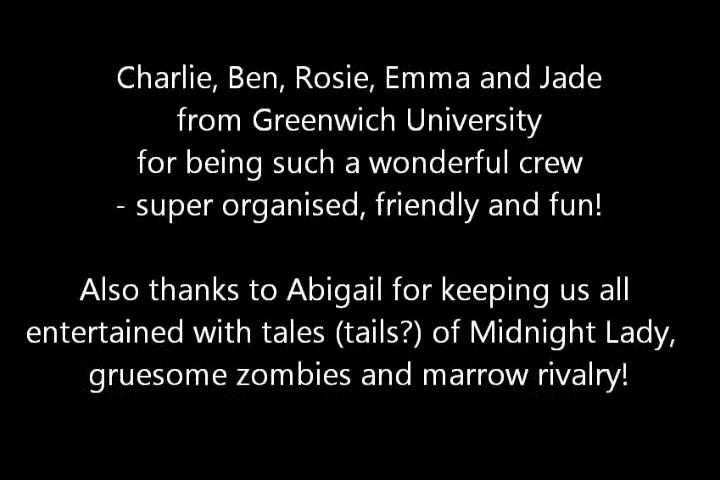 Charlie, Ben, Rosie, Emma and Jade
from Greenwich University
for being such a wonderful crew
- super organised, friendly and fun!
Also thanks to Abigail for keeping us all
entertained with tales (tails?) of Midnight Lady,
gruesome zombies and marrow rivalry!